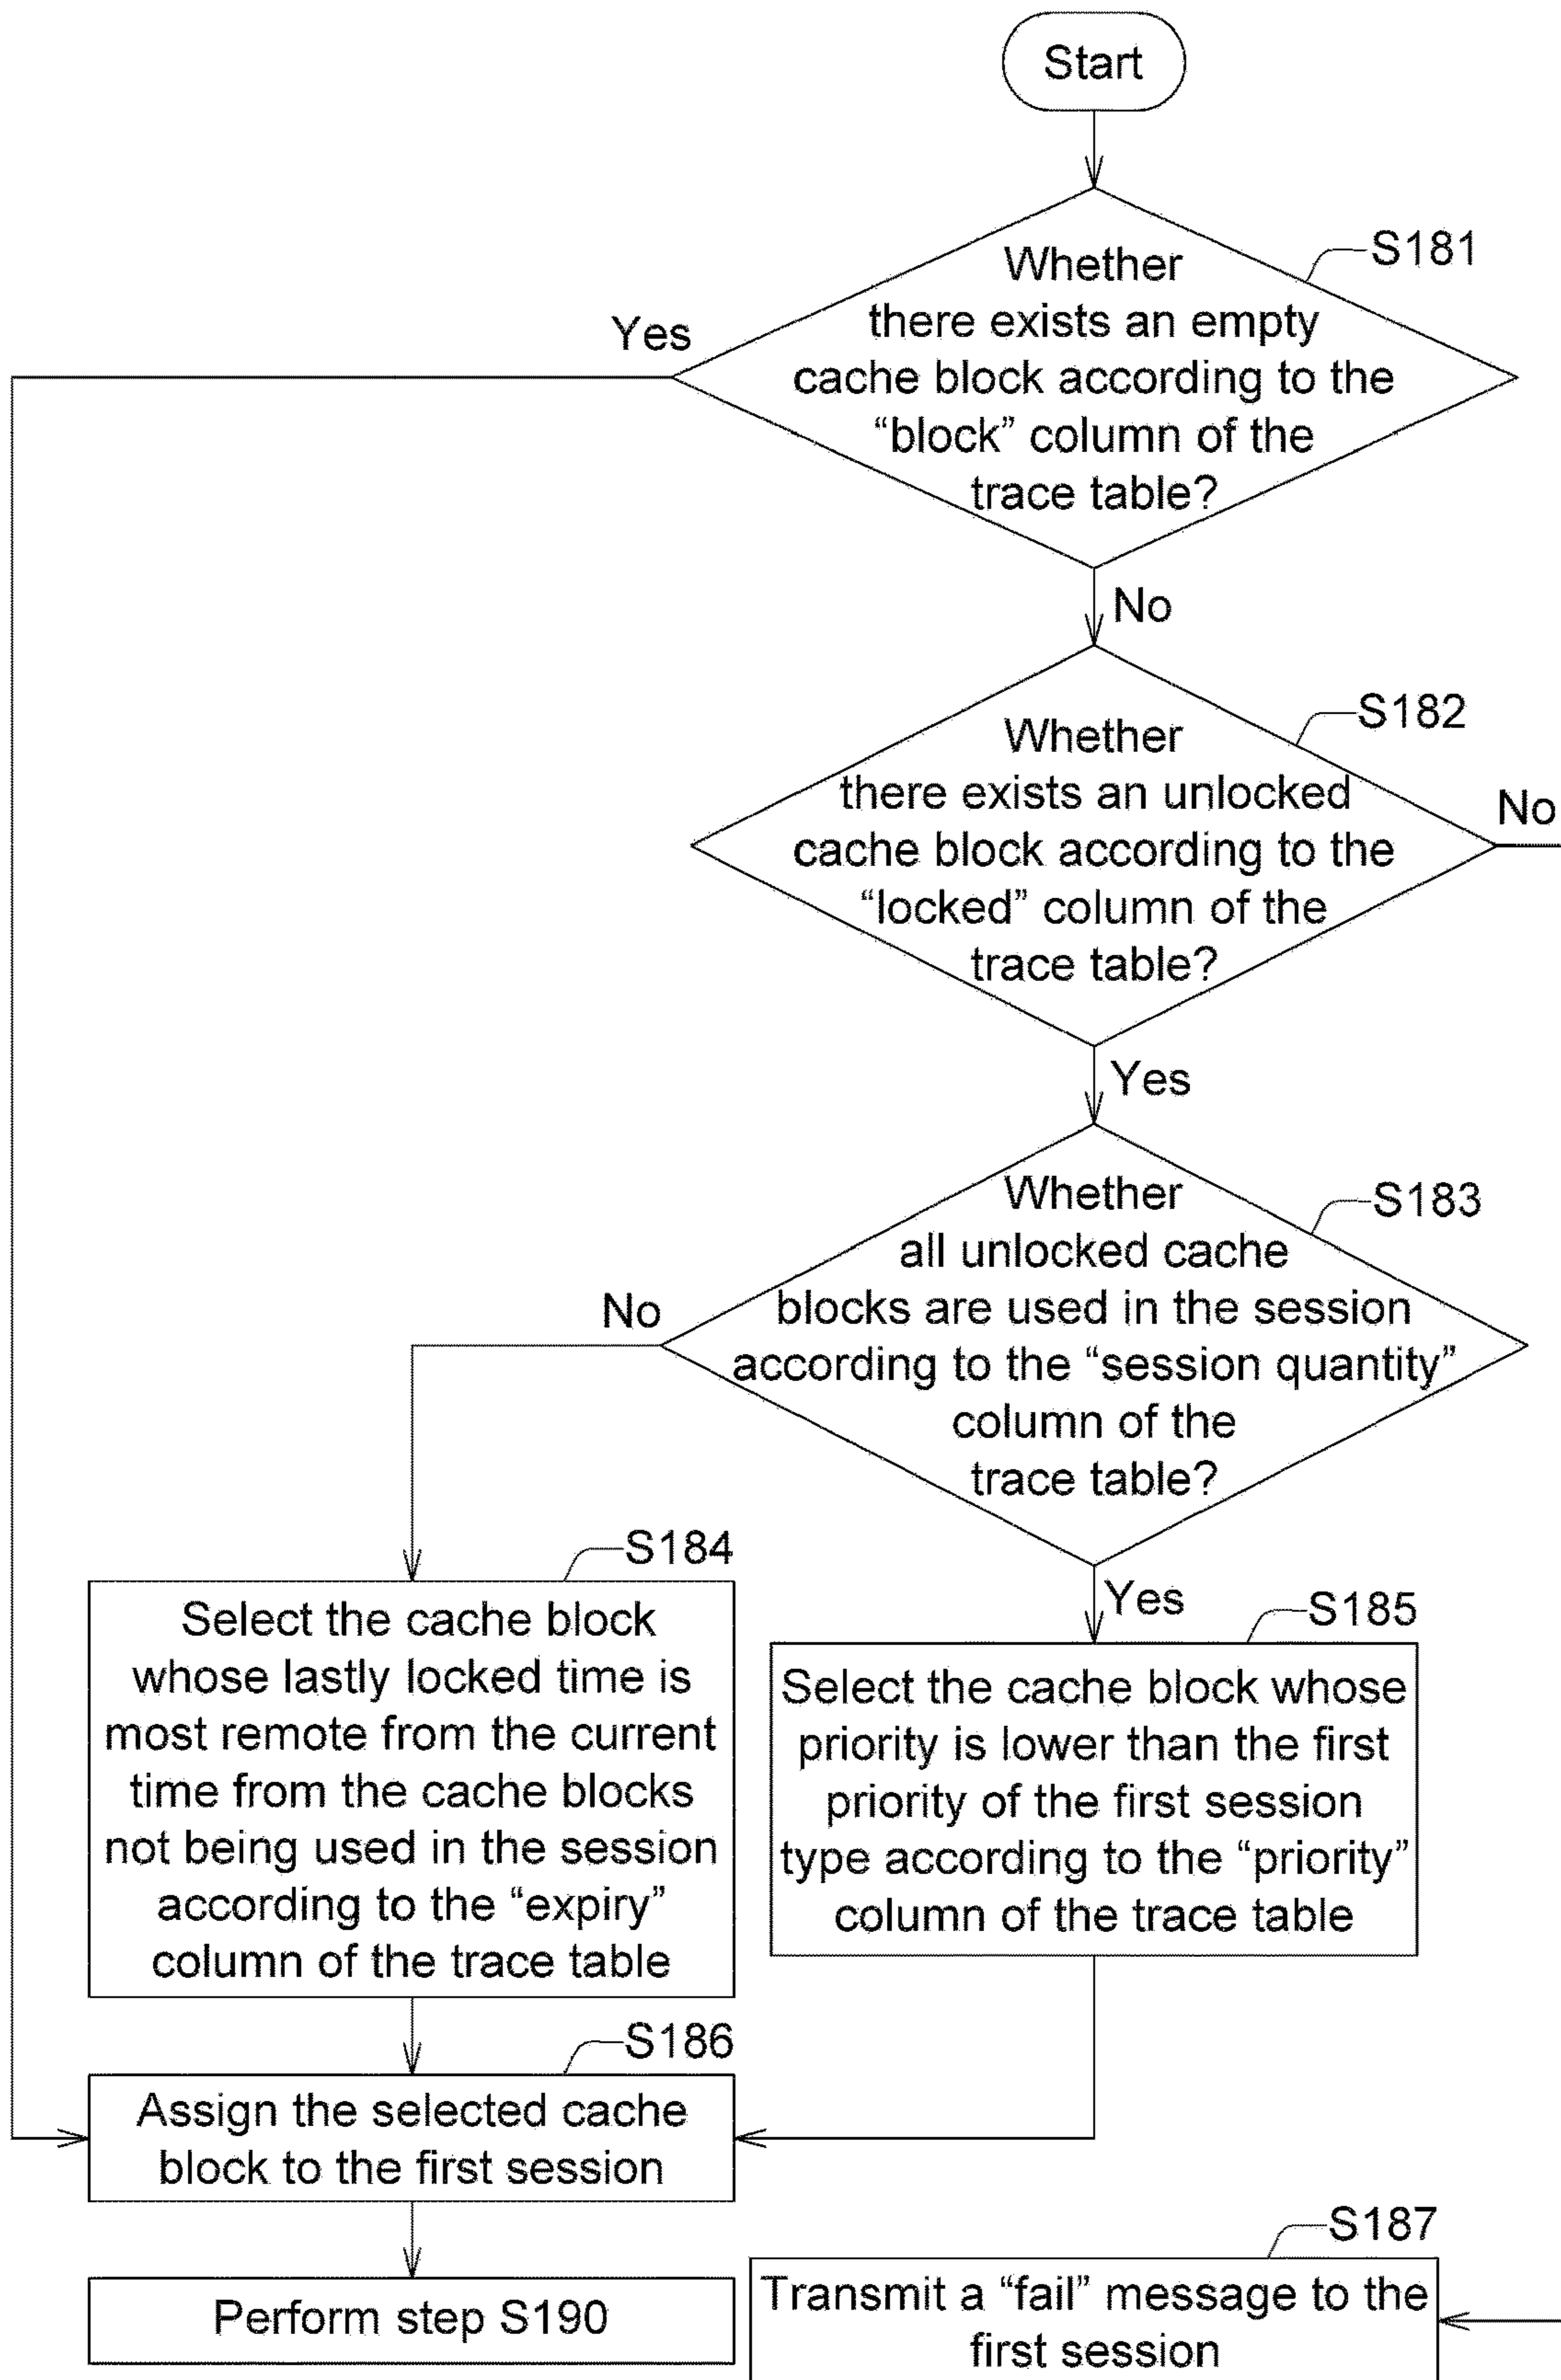 Start
S181
Whether
there exists an empty
cache block according to the
“block” column of the
trace table?
Yes
No
S182
Whether
there exists an unlocked
cache block according to the
“locked” column of the
trace table?
No
Yes
S183
Whether
all unlocked cache
blocks are used in the session
according to the “session quantity”
column of the
trace table?
No
Yes
S184
Select the cache block
whose lastly locked time is
most remote from the current
time from the cache blocks
not being used in the session
according to the “expiry”
column of the trace table
S185
Select the cache block whose
priority is lower than the first
priority of the first session
type according to the “priority”
column of the trace table
S186
Assign the selected cache
block to the first session
Perform step S190
S187
Transmit a “fail” message to the
first session